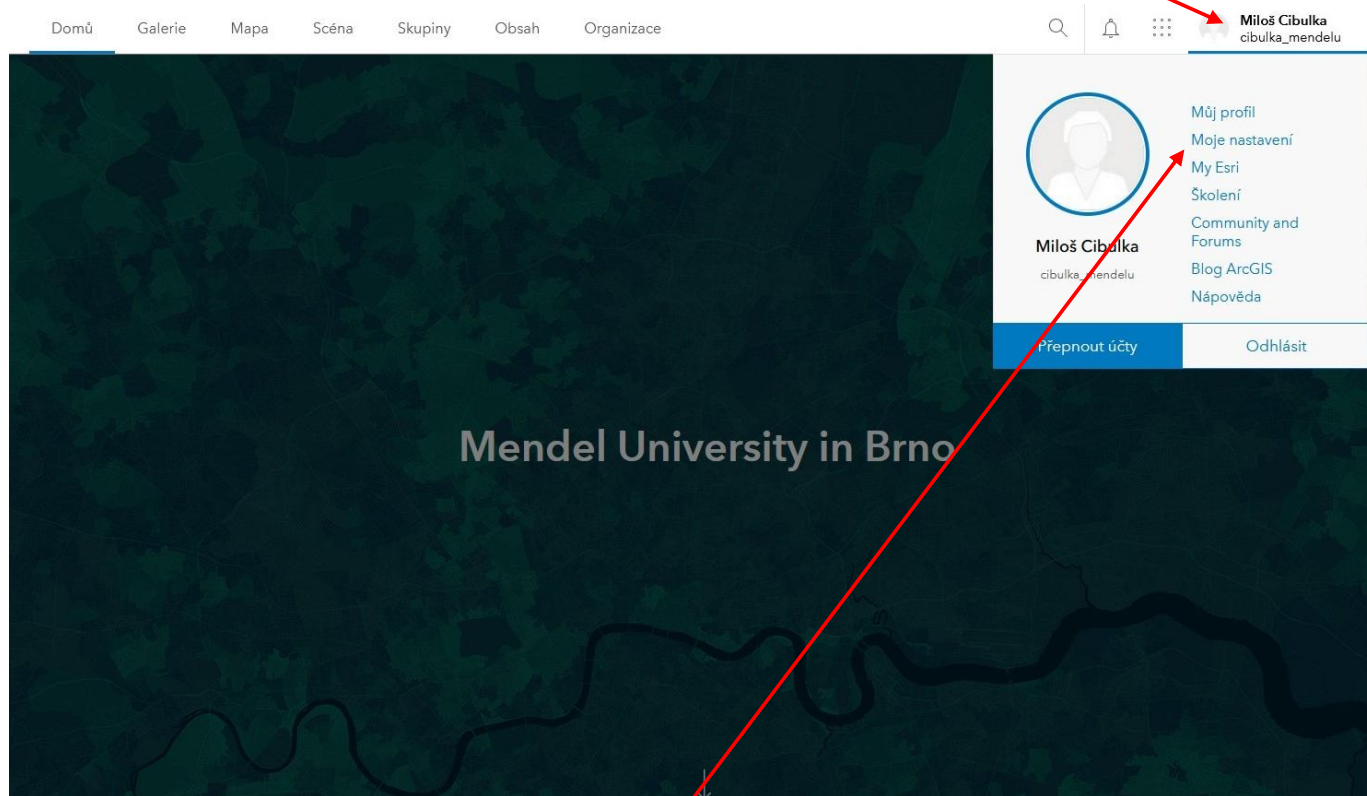 Domů Galerie Mapa Scéna Skupiny Obsah Organizace
Miloš Cibulka
cibulka_mendelu
Můj profil
Moje nastavení
My Esri
Školení
Community and
Forums
Blog ArcGIS
Nápověda
Miloš Cibulka
cibulka_mendelu
Přepnout účty
Odhlásit
Mendel University in Brno